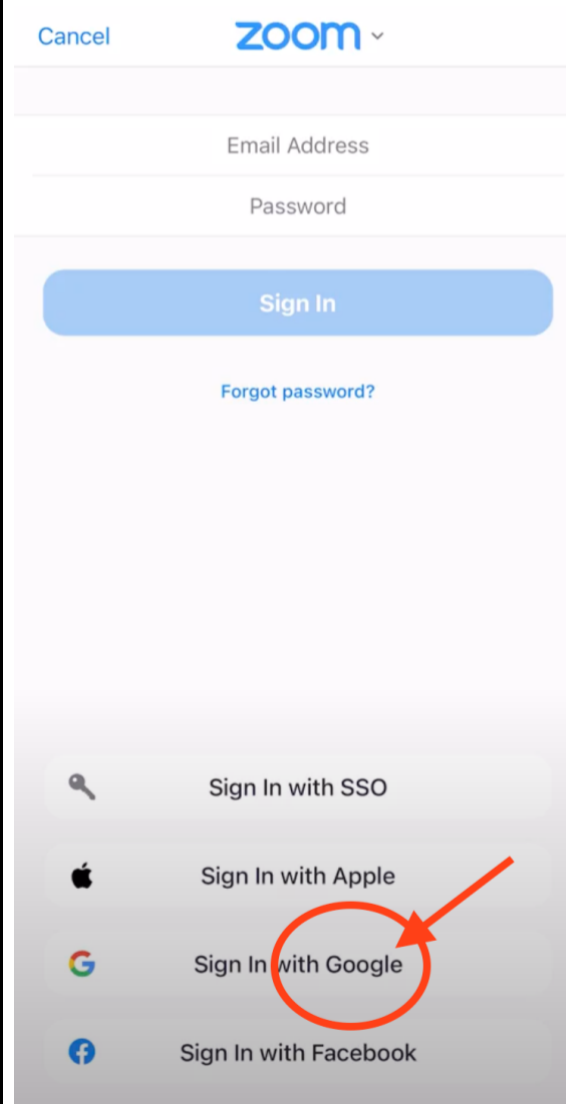 Cancel
zoom
Email Address
Password
Sign In
Forgot password?
Sign In with SSO
Sign In with Apple
Sign In with Google
Sign In with Facebook